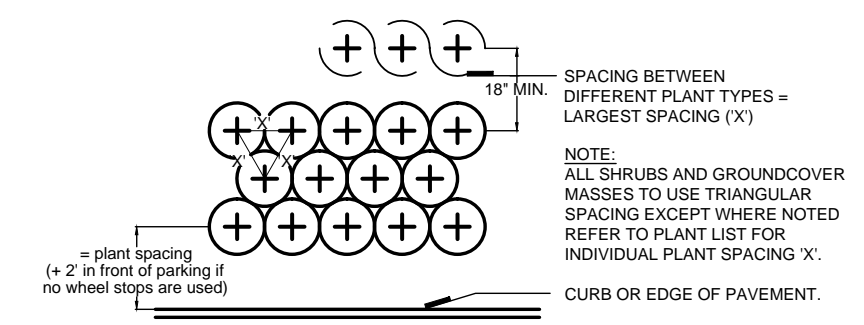 18" MIN.
SPACING BETWEEN
DIFFERENT PLANT TYPES =
LARGEST SPACING ('X')
'X'
'X'
'X'
NOTE:
ALL SHRUBS AND GROUNDCOVER
MASSES TO USE TRIANGULAR
SPACING EXCEPT WHERE NOTED
REFER TO PLANT LIST FOR
INDIVIDUAL PLANT SPACING 'X'.
= plant spacing
(+ 2' in front of parking if
no wheel stops are used)
CURB OR EDGE OF PAVEMENT.